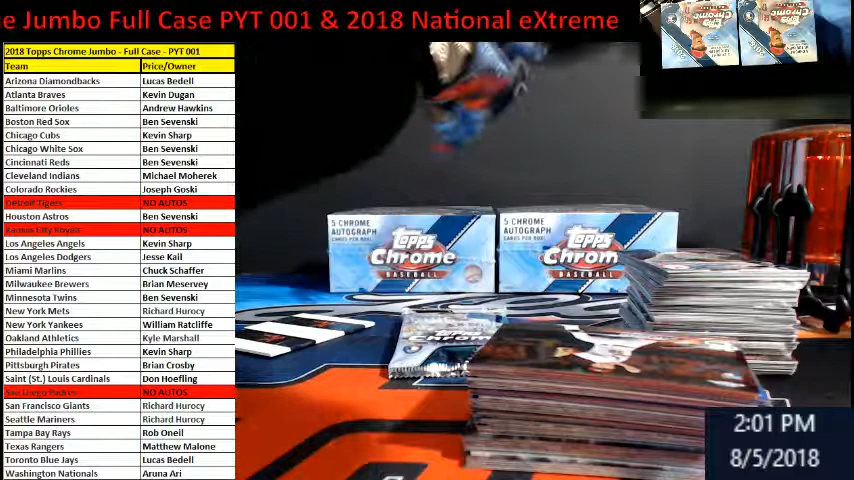 e Jumbo Full Case PYT 001 & 2018 National eXtreme
2018 Topps Chrome Jumbo - Full Case - PYT 001
Team Price/Owner
Arizona Diamondbacks Lucas Bedell
Atlanta Braves Kevin Dugan
Baltimore Orioles Andrew Hawkins
Boston Red Sox Ben Sevenski
Chicago Cubs Kevin Sharp
Chicago White Sox Ben Sevenski
Cincinnati Reds Ben Sevenski
Cleveland Indians Michael Moherek
Colorado Rockies Joseph Goski
Detroit Tigers NO AUTOS
Houston Astros Ben Sevenski
Kansas City Royals NO AUTOS
Los Angeles Angels Kevin Sharp
Los Angeles Dodgers Jesse Kail
Miami Marlins Chuck Schaffer
Milwaukee Brewers Brian Meservey
Minnesota Twins Ben Sevenski
New York Mets Richard Hurocy
New York Yankees William Ratcliffe
Oakland Athletics Kyle Marshall
Philadelphia Phillies Kevin Sharp
Pittsburgh Pirates Brian Crosby
Saint (St.) Louis Cardinals Don Hoefling
San Diego Padres NO AUTOS
San Francisco Giants Richard Hurocy
Seattle Mariners Richard Hurocy
Tampa Bay Rays Rob Oneil
Texas Rangers Matthew Malone
Toronto Blue Jays Lucas Bedell
Washington Nationals Aruna Ari
5 CHROME
AUTOGRAPH
CARDS PER BOX!
Topps
Chrome
BASEBALL
5 CHROME
AUTOGRAPH
CARDS PER BOX!
Topps
Chrom
BASEBALL
2:01 PM
8/5/2018